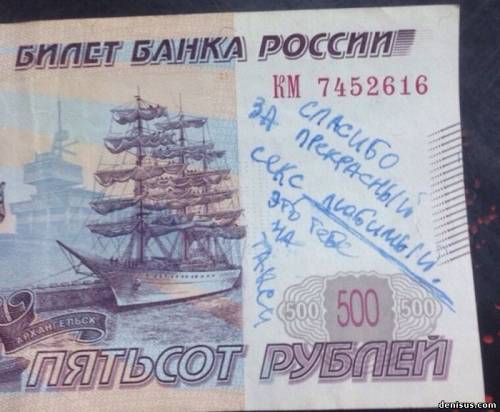 БИЛЕТ БАНКА РОССИИ
КМ 7452616
СПАСИБО
ЗА ПРЕКРАСНЫЙ
СЕКС ЛЮБИМЫЙ.
ЭТО ТЕБЕ
НА
ТАКСИ
500 500 500
АРХАНГЕЛЬСК
ПЯТЬСОТ РУБЛЕЙ
denisus.com